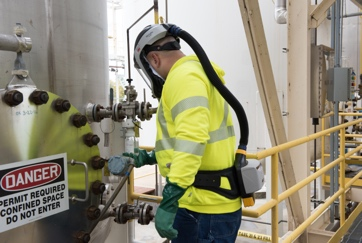 DANGER
PERMIT REQUIRED
CONFINED SPACE
DO NOT ENTER